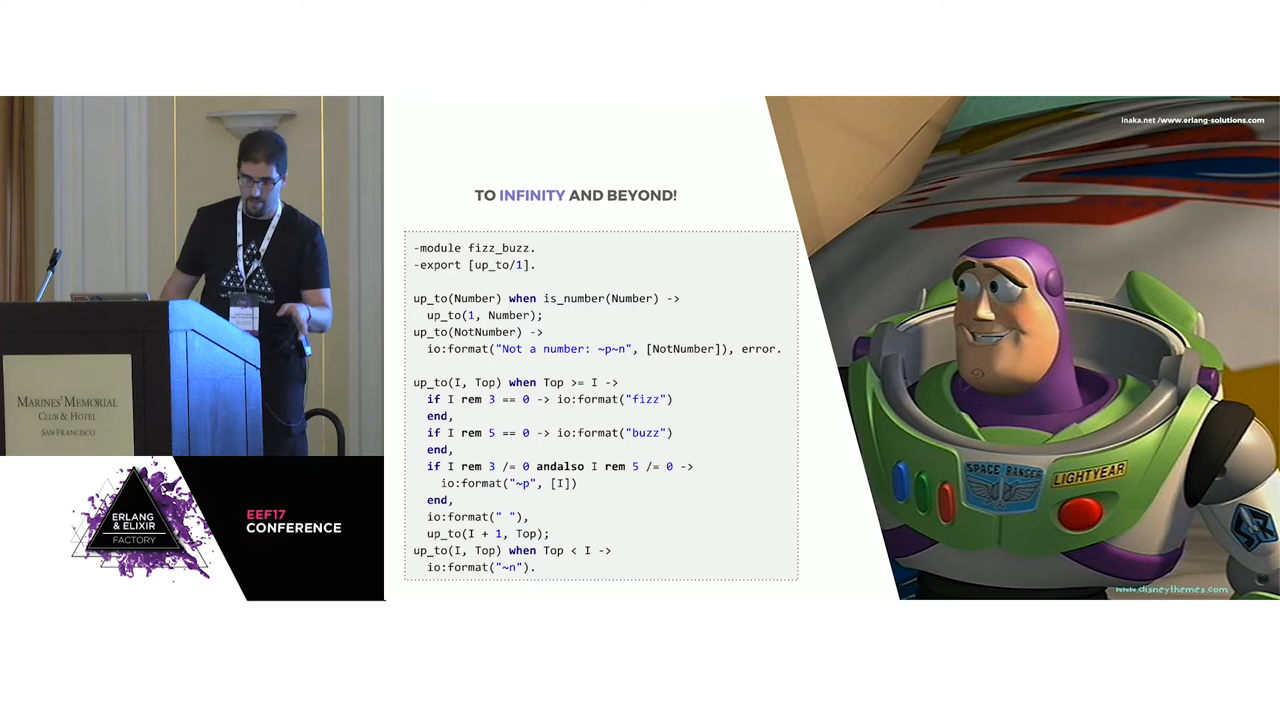 MARINES' MEMORIAL
CLUB & HOTEL
SAN FRANCISCO
ERLANG
& ELIXIR
FACTORY
EEF17
CONFERENCE
TO INFINITY AND BEYOND!
-module fizz_buzz.
-export [up_to/1].
up_to(Number) when is_number(Number) ->
up_to(1, Number);
up_to(NotNumber) ->
io:format("Not a number: ~p~n", [NotNumber]), error.
up_to(I, Top) when Top >= I ->
if I rem 3 == 0 -> io:format("fizz")
end,
if I rem 5 == 0 -> io:format("buzz")
end,
if I rem 3 /= 0 andalso I rem 5 /= 0 ->
io:format("~p", [I])
end,
io:format(" "),
up_to(I + 1, Top);
up_to(I, Top) when Top < I ->
io:format("~n").
inaka.net /www.erlang-solutions.com
SPACE RANGER
LIGHTYEAR
www.disneythemes.com